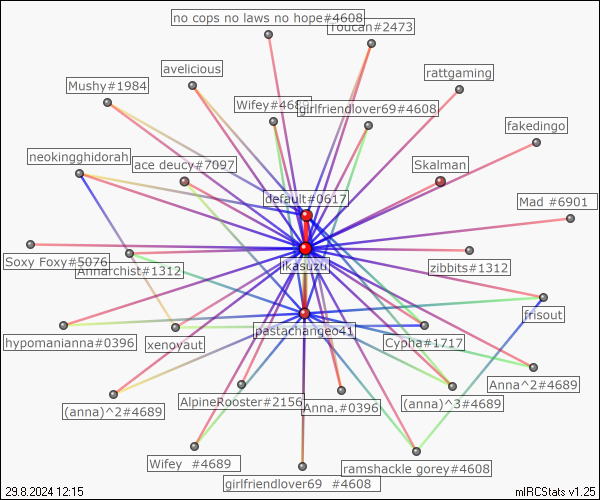 no cops no laws no hope#4608
Toucan#2473
avelicious
rattgaming
Mushy#1984
Wifey#4689
girlfriendlover69#4608
fakedingo
neokingghidorah
ace deucy#7097
Skalman
default#0617
Mad #6901
Soxy Foxy#5076
Annarchist#1312
ikasuzu
zibbits#1312
frisout
hypomanianna#0396
xenoyaut
pastachangeo41
Cypla#1717
Anna^2#4689
(anna)^2#4689
AlpineRooster#2156
Anna.#0396
(anna)^3#4689
Wifey #4689
girlfriendlover69 #4608
ramshackle gorey#4608
29.8.2024 12:15
mIRCStats v1.25